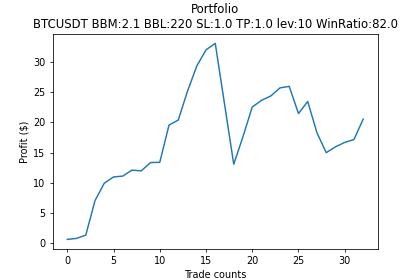 Portfolio
BTCUSDT BBM:2.1 BBL:220 SL:1.0 TP:1.0 lev:10 WinRatio:82.0
30
25
20
15
10
5
0
Profit ($)
0 5 10 15 20 25 30
Trade counts